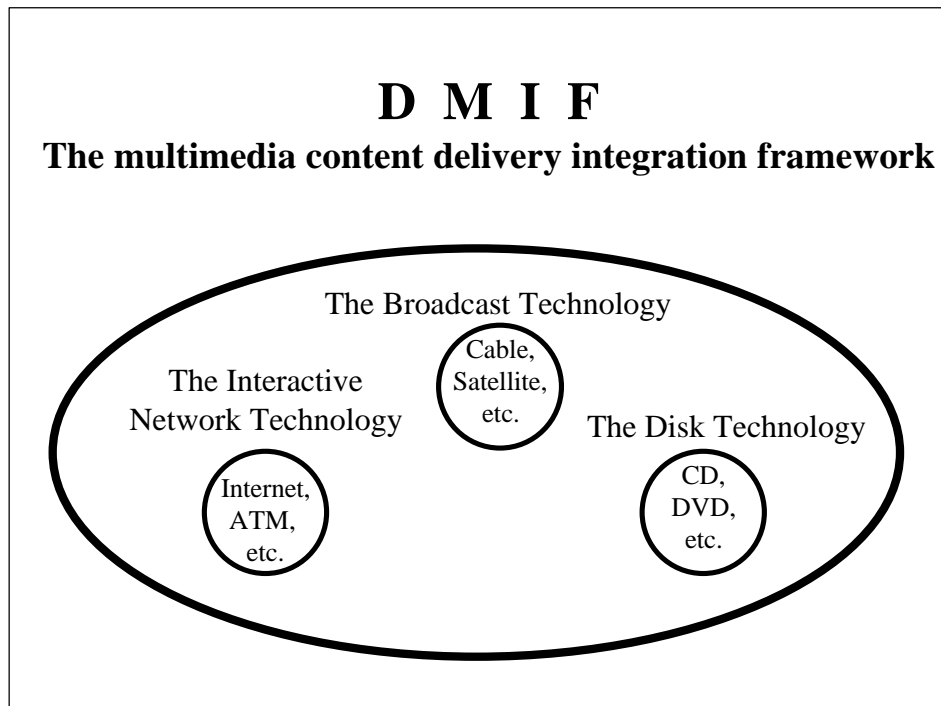 D M I F
The multimedia content delivery integration framework
The Broadcast Technology
Cable,
Satellite,
etc.
The Interactive
Network Technology
Internet,
ATM,
etc.
The Disk Technology
CD,
DVD,
etc.